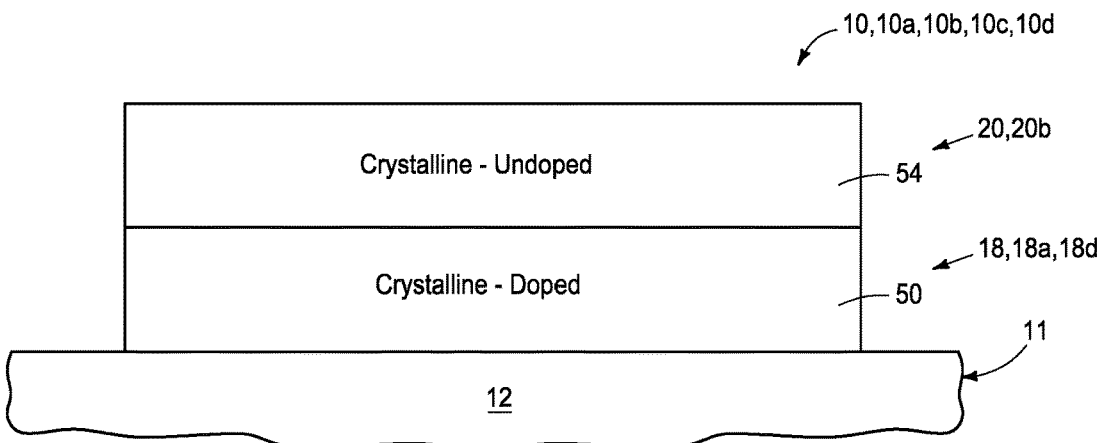 10,10a,10b,10c,10d
20,20b
Crystalline - Undoped
54
18,18a,18d
Crystalline - Doped
50
11
12